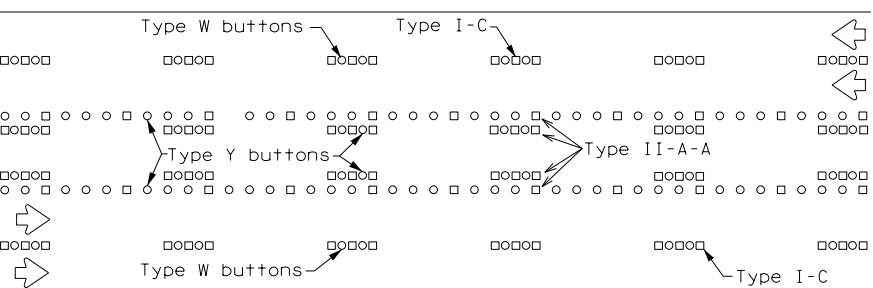 Type W buttons
Type I-C
Type Y buttons
Type II-A-A
Type W buttons
Type I-C